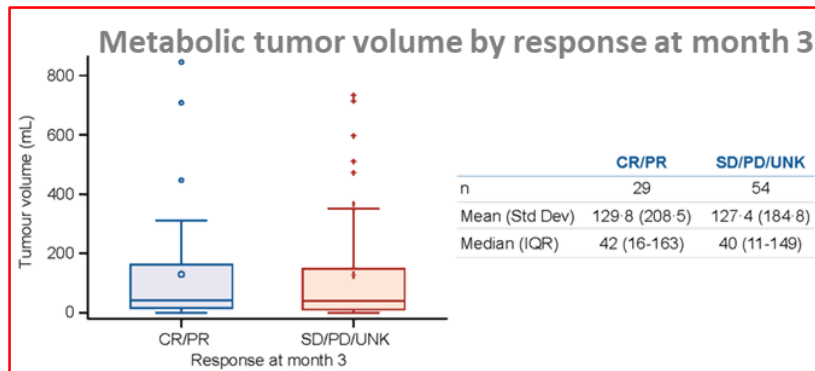 Metabolic tumor volume by response at month 3
Tumour volume (mL)
800
600
400
200
0
CR/PR SD/PD/UNK
Response at month 3
CR/PR SD/PD/UNK
n 29 54
Mean (Std Dev) 129·8 (208·5) 127·4 (184·8)
Median (IQR) 42 (16-163) 40 (11-149)